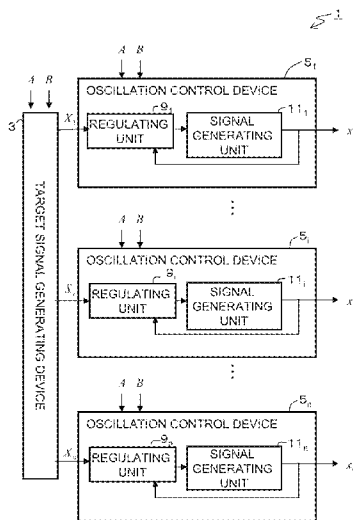 1
A B
5₁
OSCILLATION CONTROL DEVICE
A B
3
9₁
11₁
X₁
REGULATING UNIT
SIGNAL GENERATING UNIT
x
TARGET SIGNAL GENERATING DEVICE
⋮
A B
5ᵢ
OSCILLATION CONTROL DEVICE
9ᵢ
11ᵢ
REGULATING UNIT
SIGNAL GENERATING UNIT
x
⋮
A B
5ₙ
OSCILLATION CONTROL DEVICE
9ₙ
11ₙ
Xₙ
REGULATING UNIT
SIGNAL GENERATING UNIT
x